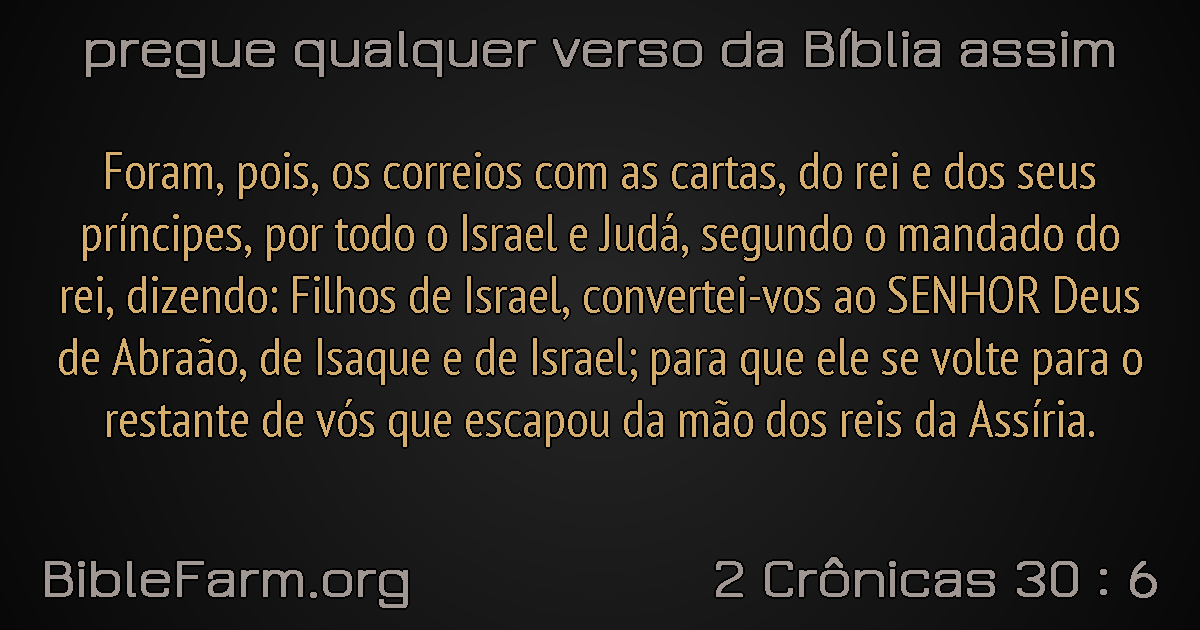 pregue qualquer verso da Bíblia assim
Foram, pois, os correios com as cartas, do rei e dos seus
príncipes, por todo o Israel e Judá, segundo o mandado do
rei, dizendo: Filhos de Israel, convertei-vos ao SENHOR Deus
de Abraão, de Isaque e de Israel; para que ele se volte para o
restante de vós que escapou da mão dos reis da Assíria.
BibleFarm.org
2 Crônicas 30 : 6